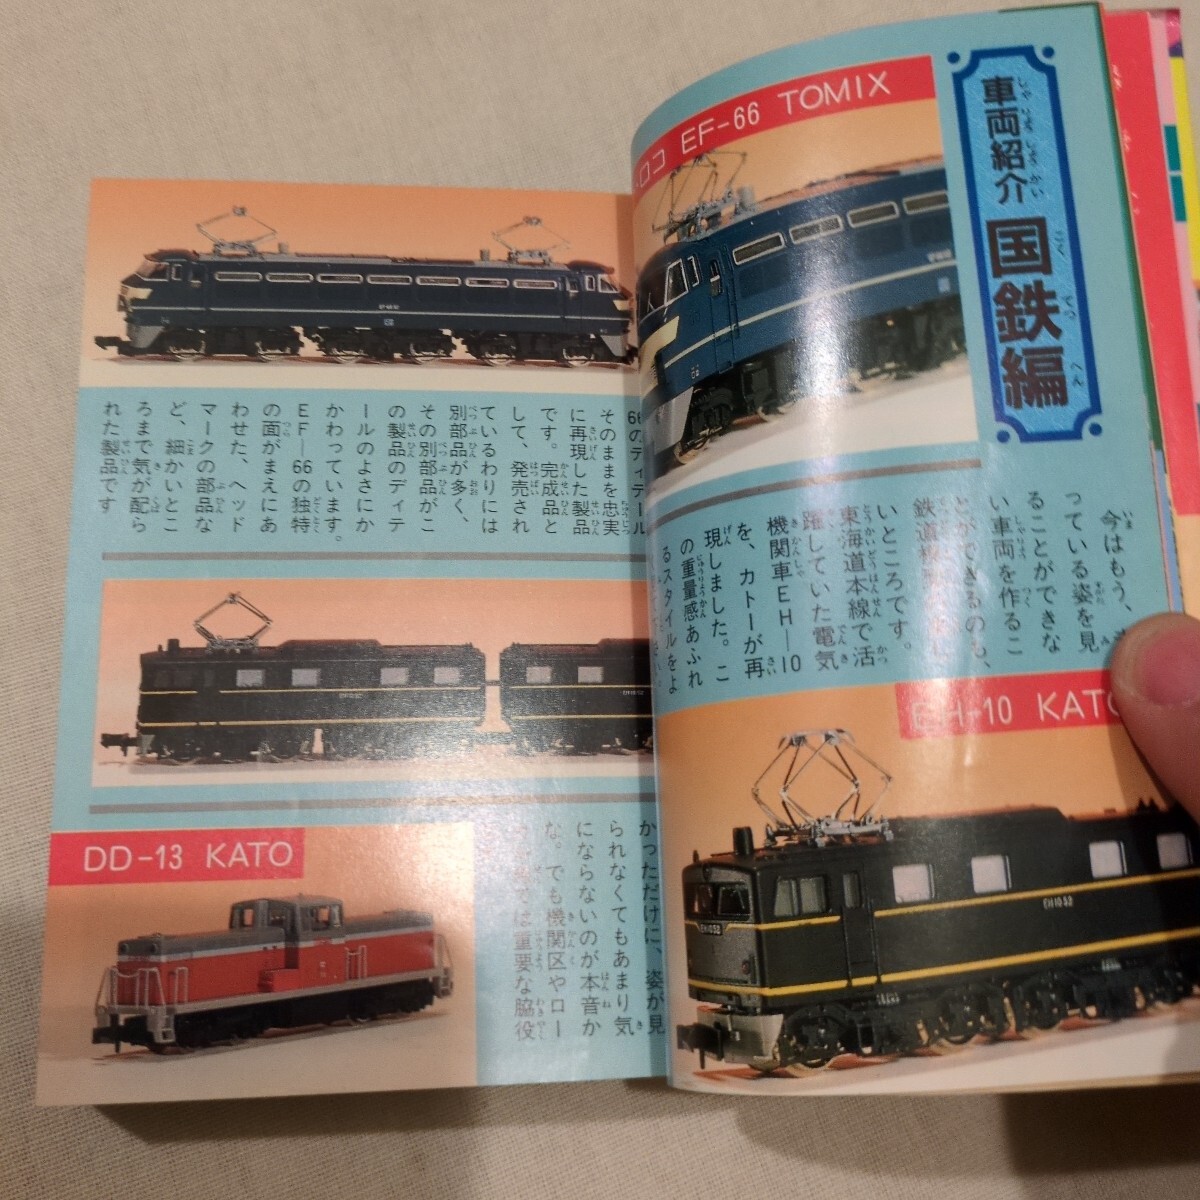 車両紹介
国鉄編
ロコ EF-66 TOMIX
今はもう、
っている姿を見
ることができな
い車両を作るこ
とができるのも、
鉄道模
いところです。
東海道本線で活
躍していた電気
機関車EH―10
を、カトーが再
現しました。こ
の重量感あふれ
るスタイルをよ
EH-10 KATO
EH1052
EH1052
66のディテール
そのままを忠実
に再現した製品
です。完成品と
して、発売され
ているわりには
別部品が多く、
その別部品がこ
の製品のディテ
ールのよさにか
かわっています。
EF―66の独特
の面がまえにあ
わせた、ヘッド
マークの部品な
ど、細かいとこ
ろまで気が配ら
れた製品です
DD-13 KATO
かっただけに、姿が見
られなくてもあまり気
にならないのが本音か
な。でも機関区やロー
では重要な脇役